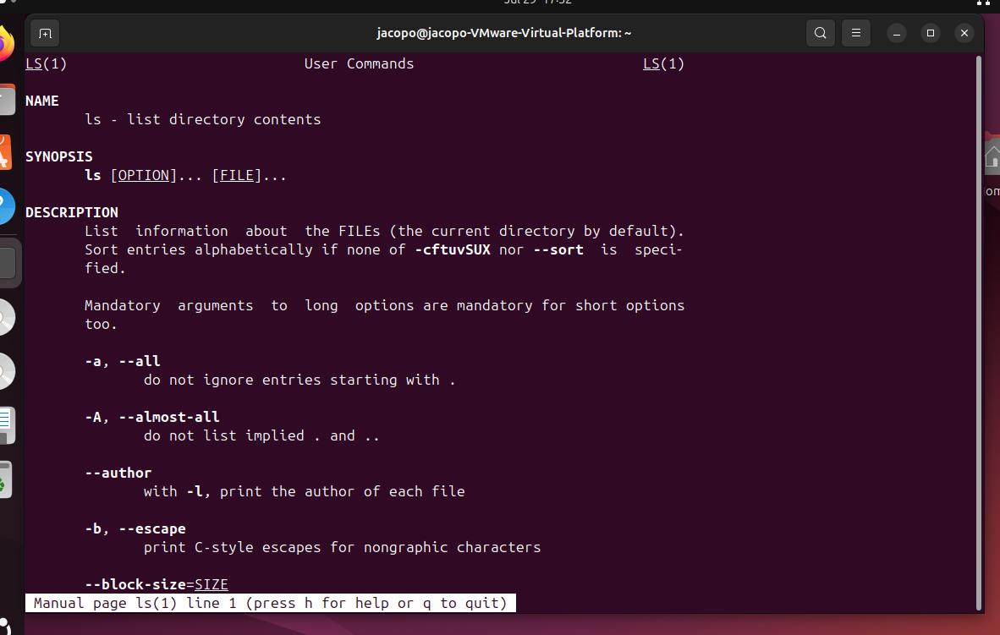 Jul 29 17:52
jacopo@jacopo-VMware-Virtual-Platform: ~
LS(1) User Commands LS(1)
NAME
ls - list directory contents
SYNOPSIS
ls [OPTION]... [FILE]...
DESCRIPTION
List information about the FILEs (the current directory by default).
Sort entries alphabetically if none of -cftuvSUX nor --sort is speci‐
fied.
Mandatory arguments to long options are mandatory for short options
too.
-a, --all
do not ignore entries starting with .
-A, --almost-all
do not list implied . and ..
--author
with -l, print the author of each file
-b, --escape
print C-style escapes for nongraphic characters
--block-size=SIZE
Manual page ls(1) line 1 (press h for help or q to quit)